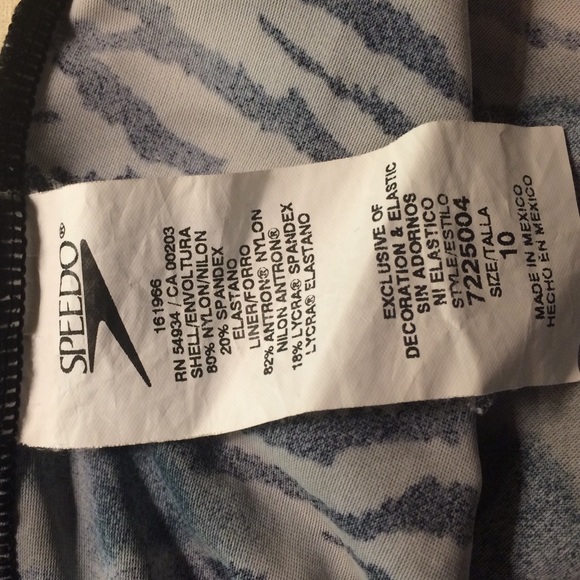 SPEEDO®
161966
RN 54934 / CA 00203
SHELL/ENVOLTURA
80% NYLON/NILON
20% SPANDEX
ELASTANO
LINER/FORRO
82% ANTRON® NYLON
NILON ANTRON®
18% LYCRA® SPANDEX
LYCRA® ELASTANO
EXCLUSIVE OF
DECORATION & ELASTIC
SIN ADORNOS
NI ELASTICO
STYLE/ESTILO
7225004
SIZE/TALLA
10
MADE IN MEXICO
HECHO EN MEXICO